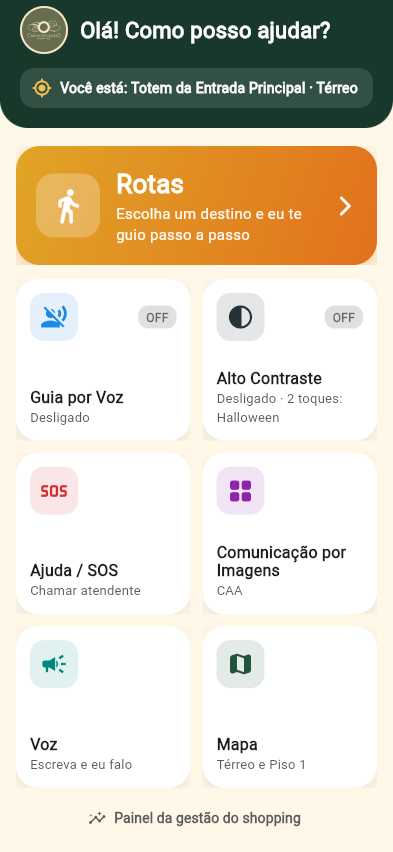 Olá! Como posso ajudar?
Você está: Totem da Entrada Principal · Térreo
Rotas
Escolha um destino e eu te
guio passo a passo
OFF
Guia por Voz
Desligado
OFF
Alto Contraste
Desligado · 2 toques:
Halloween
SOS
Ajuda / SOS
Chamar atendente
Comunicação por
Imagens
CAA
Voz
Escreva e eu falo
Mapa
Térreo e Piso 1
Painel da gestão do shopping